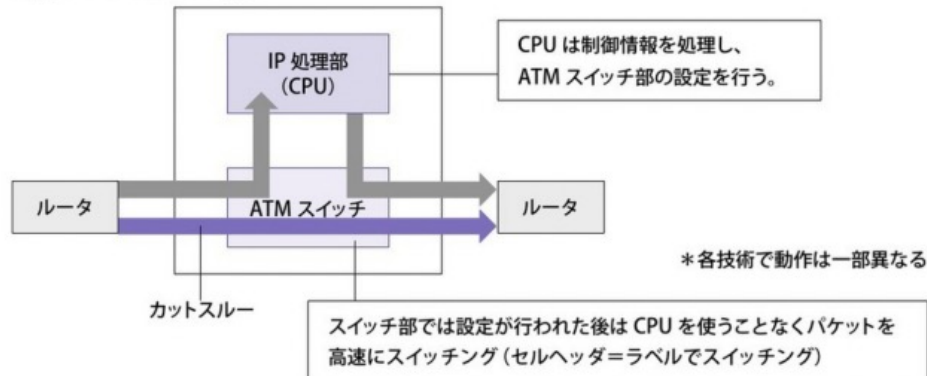 IP 処理部
（CPU）
CPU は制御情報を処理し、
ATM スイッチ部の設定を行う。
ルータ
ATM スイッチ
ルータ
＊各技術で動作は一部異なる
カットスルー
スイッチ部では設定が行われた後は CPU を使うことなくパケットを
高速にスイッチング（セルヘッダ＝ラベルでスイッチング）